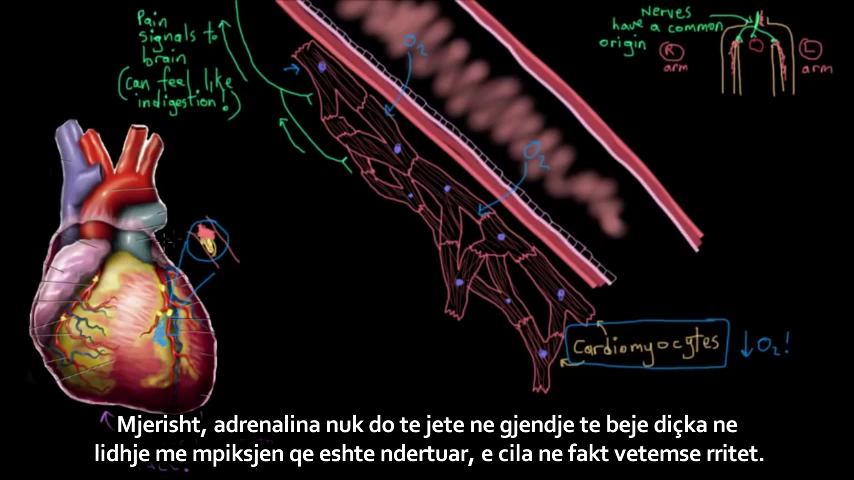 Pain
signals to
brain
(can feel like
indigestion!)
O₂
O₂
Nerves
have a common
origin
R
arm
L
arm
Cardiomyocytes
↓O₂!
Mjerisht, adrenalina nuk do te jete ne gjendje te beje diçka ne
lidhje me mpiksjen qe eshte ndertuar, e cila ne fakt vetemse rritet.